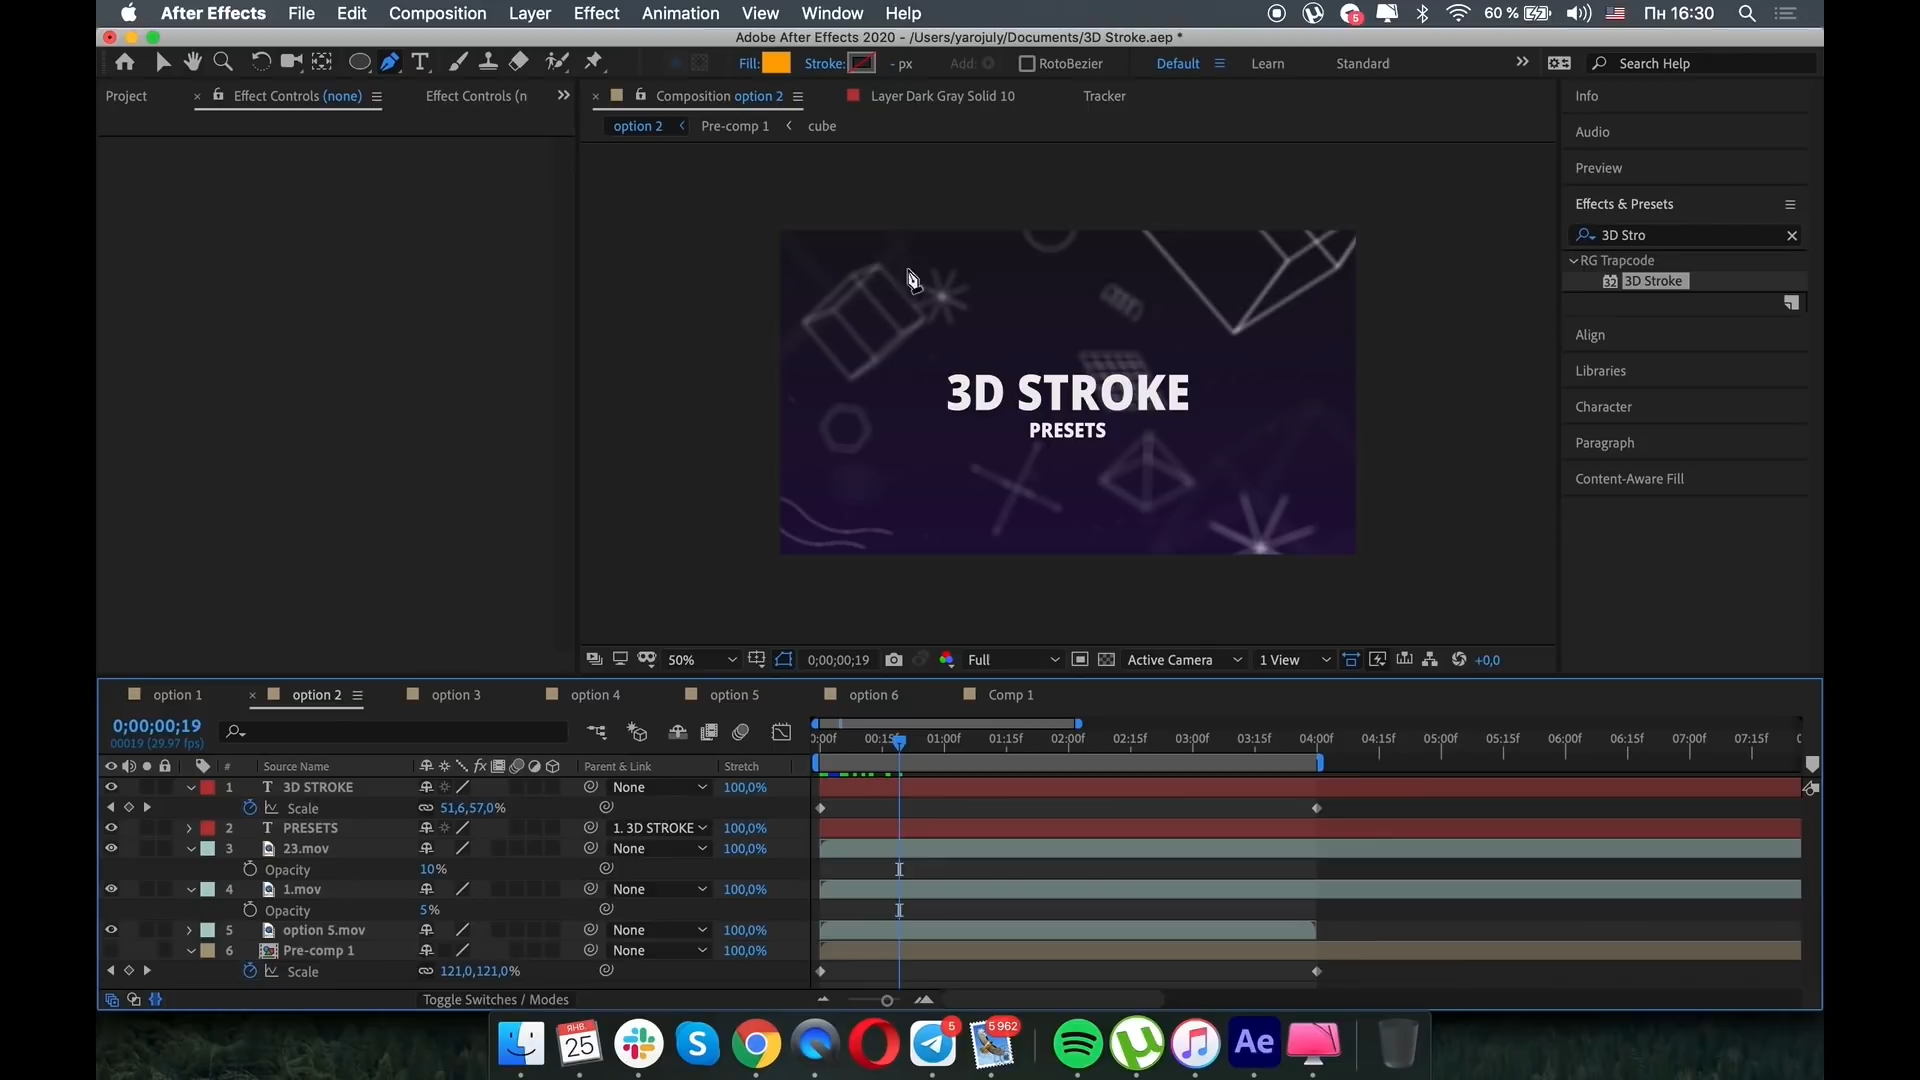 After Effects File Edit Composition Layer Effect Animation View Window Help 5 60 % Пн 16:30
Adobe After Effects 2020 - /Users/yarojuly/Documents/3D Stroke.aep *
Fill: Stroke: - px Add: RotoBezier Default Learn Standard Search Help
Project Effect Controls (none) Effect Controls (n Composition option 2 Layer Dark Gray Solid 10 Tracker Info
option 2 Pre-comp 1 cube
Audio
Preview
Effects & Presets
3D Stro
RG Trapcode
32 3D Stroke
Align
Libraries
Character
Paragraph
Content-Aware Fill
3D STROKE
PRESETS
50% 0;00;00;19 Full Active Camera 1 View +0,0
option 1 option 2 option 3 option 4 option 5 option 6 Comp 1
0;00;00;19
00019 (29.97 fps)
):00f 00:15f 01:00f 01:15f 02:00f 02:15f 03:00f 03:15f 04:00f 04:15f 05:00f 05:15f 06:00f 06:15f 07:00f 07:15f
# Source Name fx Parent & Link Stretch
1 T 3D STROKE None 100,0%
Scale 51,6,57,0%
2 T PRESETS 1. 3D STROKE 100,0%
3 23.mov None 100,0%
Opacity 10%
4 1.mov None 100,0%
Opacity 5%
5 option 5.mov None 100,0%
6 Pre-comp 1 None 100,0%
Scale 121,0,121,0%
Toggle Switches / Modes
ЯНВ.
25 5 5 962 Ae